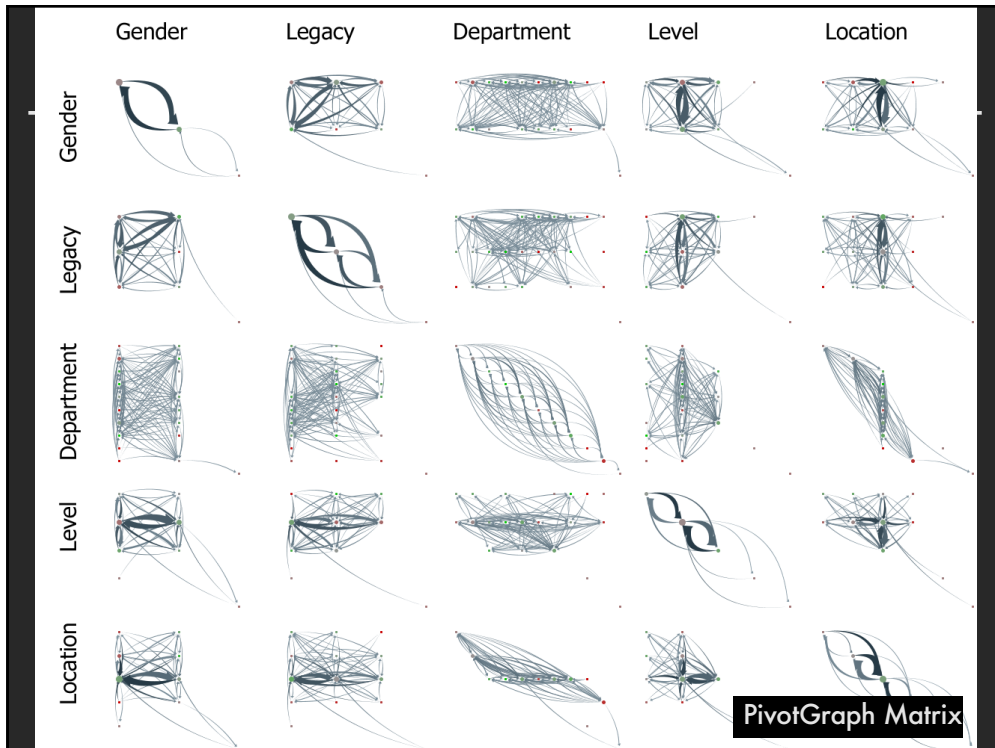 Gender Legacy Department Level Location
Gender
Legacy
Department
Level
Location
PivotGraph Matrix